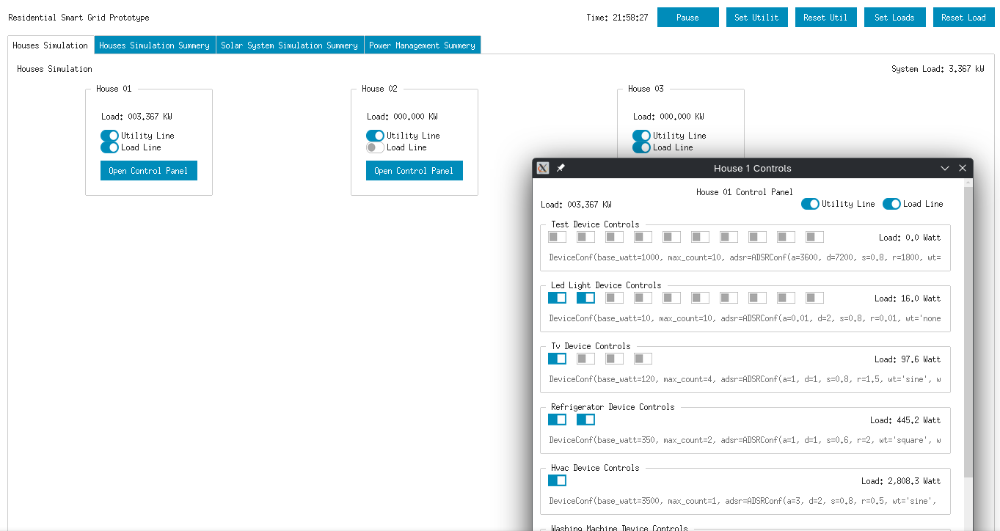 Residential Smart Grid Prototype
Time: 21:58:27
Pause
Set Utilit
Reset Util
Set Loads
Reset Load
Houses Simulation
Houses Simulation Summery
Solar System Simulation Summery
Power Management Summery
Houses Simulation
System Load: 3.367 kW
House 01
Load: 003.367 KW
Utility Line
Load Line
Open Control Panel
House 02
Load: 000.000 KW
Utility Line
Load Line
Open Control Panel
House 03
Load: 000.000 KW
Utility Line
Load Line
House 1 Controls
House 01 Control Panel
Load: 003.367 KW
Utility Line
Load Line
Test Device Controls
Load: 0.0 Watt
DeviceConf(base_watt=1000, max_count=10, adsr=ADSRConf(a=3600, d=7200, s=0.8, r=1800, wt=
Led Light Device Controls
Load: 16.0 Watt
DeviceConf(base_watt=10, max_count=10, adsr=ADSRConf(a=0.01, d=2, s=0.8, r=0.01, wt='none
Tv Device Controls
Load: 97.6 Watt
DeviceConf(base_watt=120, max_count=4, adsr=ADSRConf(a=1, d=1, s=0.8, r=1.5, wt='sine', w
Refrigerator Device Controls
Load: 445.2 Watt
DeviceConf(base_watt=350, max_count=2, adsr=ADSRConf(a=1, d=1, s=0.6, r=2, wt='square', w
Hvac Device Controls
Load: 2,808.3 Watt
DeviceConf(base_watt=3500, max_count=1, adsr=ADSRConf(a=3, d=2, s=0.8, r=0.5, wt='sine',
Washing Machine Device Controls